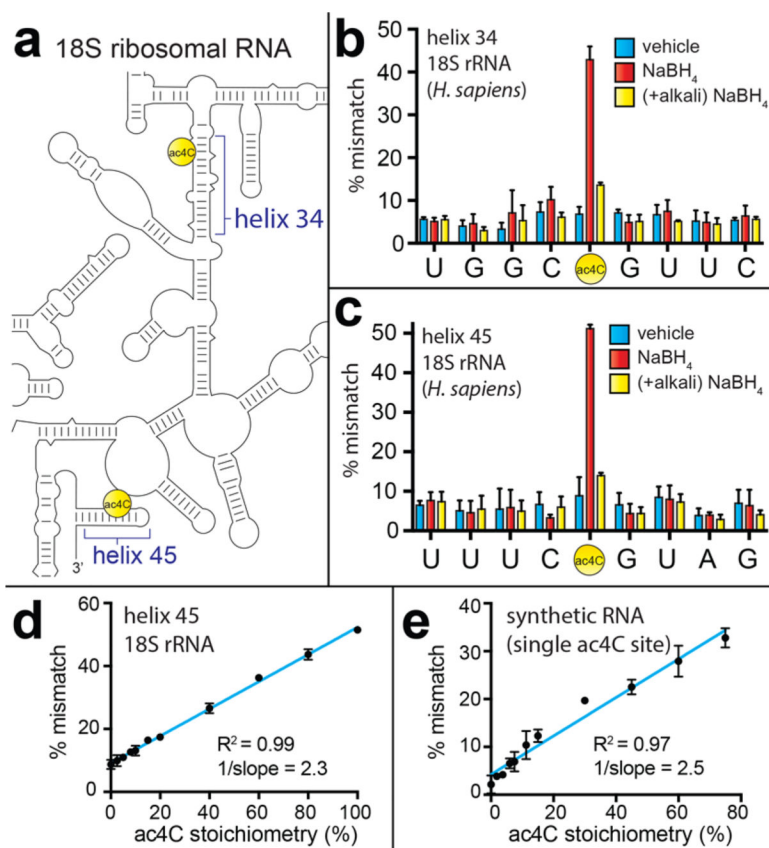 a 18S ribosomal RNA
ac4C
helix 34
ac4C
3'
helix 45
b
helix 34
18S rRNA
(H. sapiens)
vehicle
NaBH₄
(+alkali) NaBH₄
% mismatch
50
40
30
20
10
0
U G G C ac4C G U U C
c
helix 45
18S rRNA
(H. sapiens)
vehicle
NaBH₄
(+alkali) NaBH₄
% mismatch
50
40
30
20
10
0
U U U C ac4C G U A G
d
helix 45
18S rRNA
% mismatch
60
40
20
0
R² = 0.99
1/slope = 2.3
0 20 40 60 80 100
ac4C stoichiometry (%)
e
synthetic RNA
(single ac4C site)
% mismatch
40
30
20
10
0
R² = 0.97
1/slope = 2.5
0 20 40 60 80
ac4C stoichiometry (%)